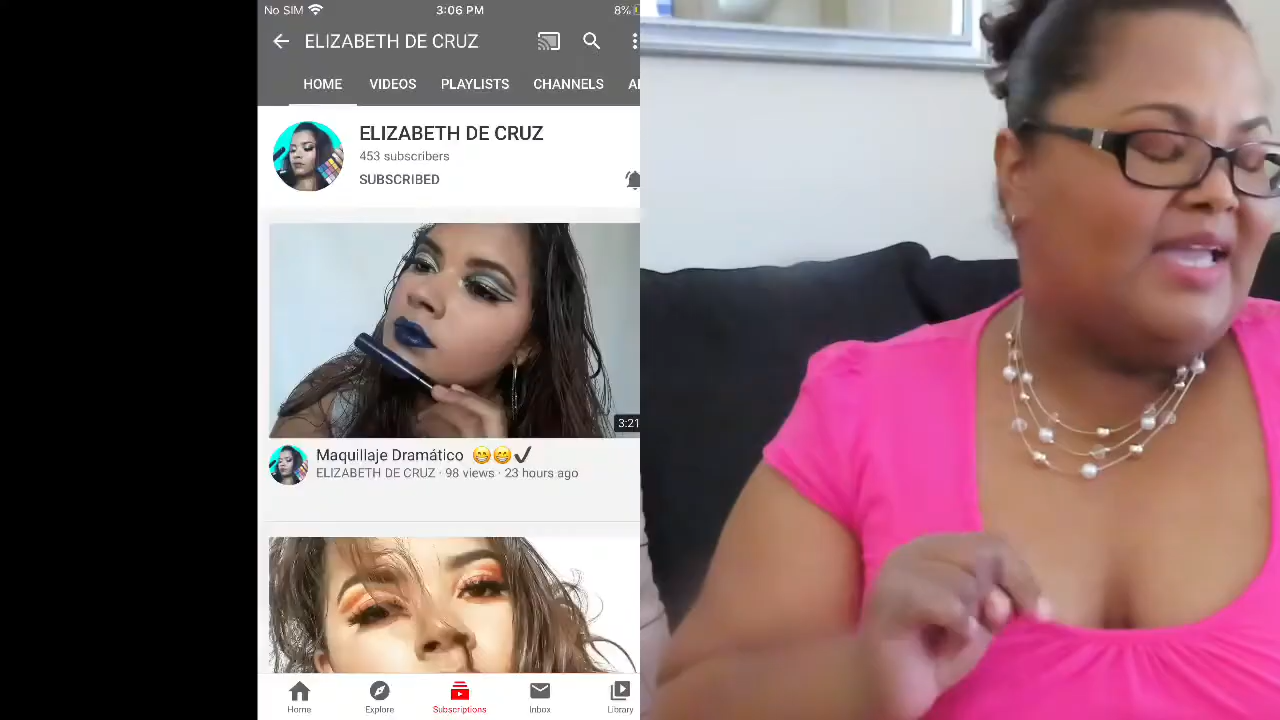 No SIM 3:06 PM 8%
ELIZABETH DE CRUZ
HOME VIDEOS PLAYLISTS CHANNELS
ELIZABETH DE CRUZ
453 subscribers
SUBSCRIBED
3:21
Maquillaje Dramático 😁😁✔
ELIZABETH DE CRUZ · 98 views · 23 hours ago
Home Explore Subscriptions Inbox Library